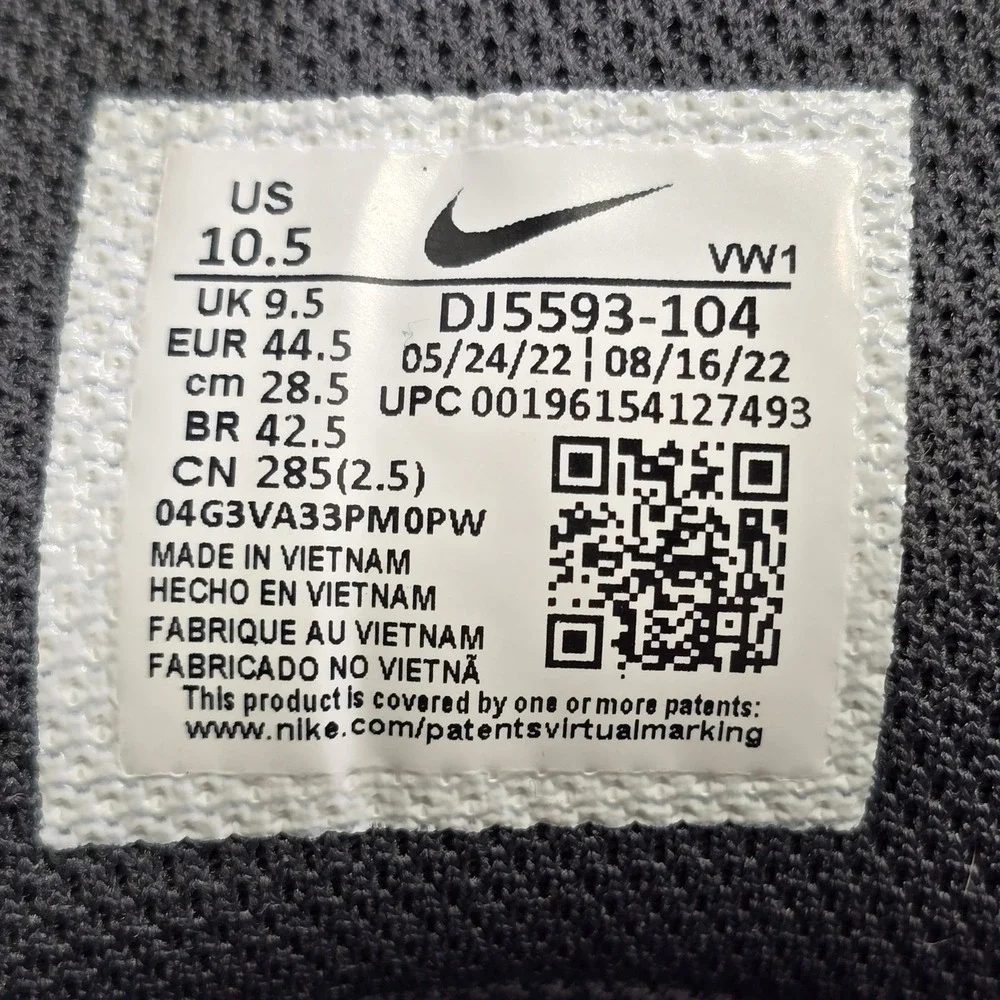 US
10.5
VW1
UK 9.5
EUR 44.5
cm 28.5
BR 42.5
CN 285(2.5)
DJ5593-104
05/24/22 | 08/16/22
UPC 00196154127493
04G3VA33PM0PW
MADE IN VIETNAM
HECHO EN VIETNAM
FABRIQUE AU VIETNAM
FABRICADO NO VIETNÃ
This product is covered by one or more patents:
www.nike.com/patentsvirtualmarking